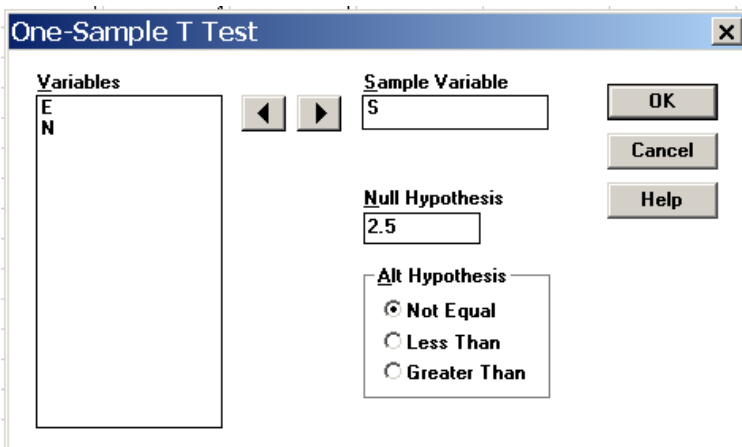 One-Sample T Test
Variables
E
N
Sample Variable
S
Null Hypothesis
2.5
Alt Hypothesis
Not Equal
Less Than
Greater Than
OK
Cancel
Help